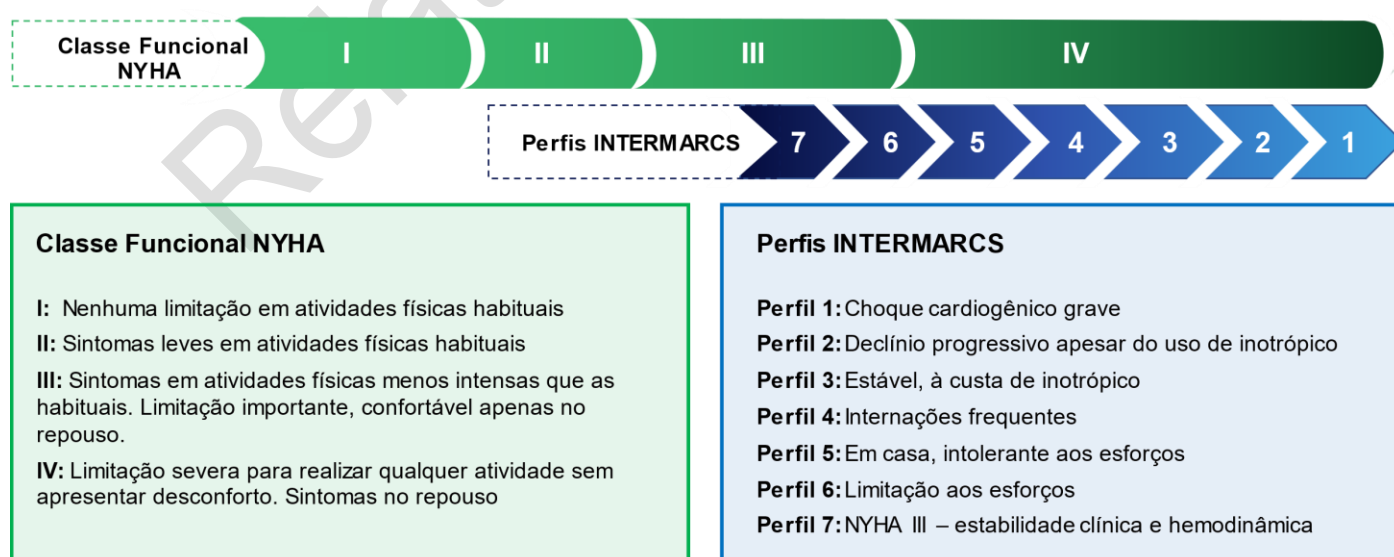 Classe Funcional
NYHA
I
II
III
IV
Perfis INTERMARCS
7
6
5
4
3
2
1
Classe Funcional NYHA
I: Nenhuma limitação em atividades físicas habituais
II: Sintomas leves em atividades físicas habituais
III: Sintomas em atividades físicas menos intensas que as
habituais. Limitação importante, confortável apenas no
repouso.
IV: Limitação severa para realizar qualquer atividade sem
apresentar desconforto. Sintomas no repouso
Perfis INTERMARCS
Perfil 1: Choque cardiogênico grave
Perfil 2: Declínio progressivo apesar do uso de inotrópico
Perfil 3: Estável, à custa de inotrópico
Perfil 4: Internações frequentes
Perfil 5: Em casa, intolerante aos esforços
Perfil 6: Limitação aos esforços
Perfil 7: NYHA III – estabilidade clínica e hemodinâmica